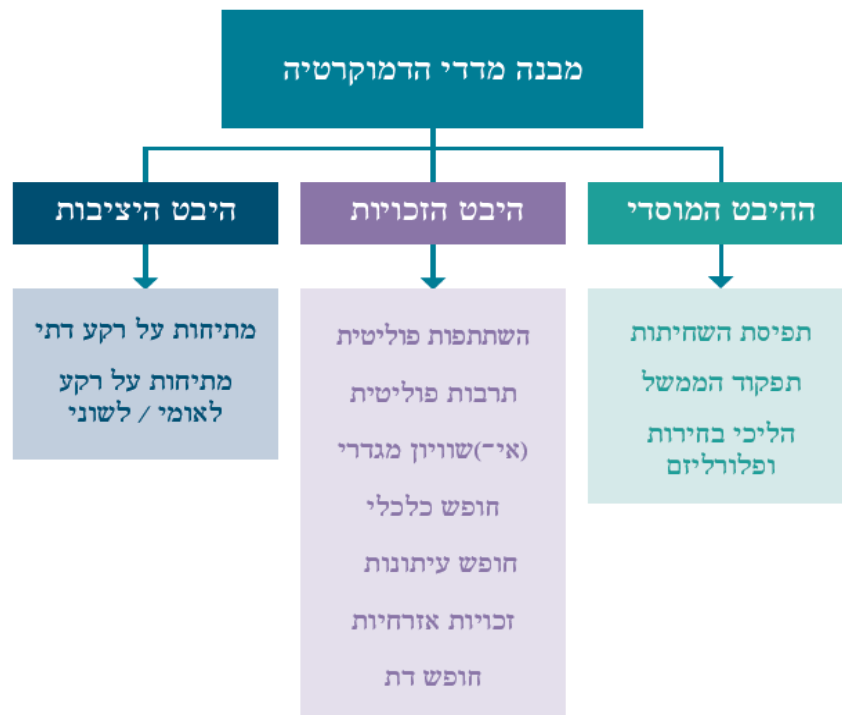 מבנה מדדי הדמוקרטיה
ההיבט המוסדי
תפיסת השחיתות
תפקוד הממשל
הליכי בחירות
ופלורליזם
היבט הזכויות
השתתפות פוליטית
תרבות פוליטית
(אי־)שוויון מגדרי
חופש כלכלי
חופש עיתונות
זכויות אזרחיות
חופש דת
היבט היציבות
מתיחות על רקע דתי
מתיחות על רקע
לאומי / לשוני